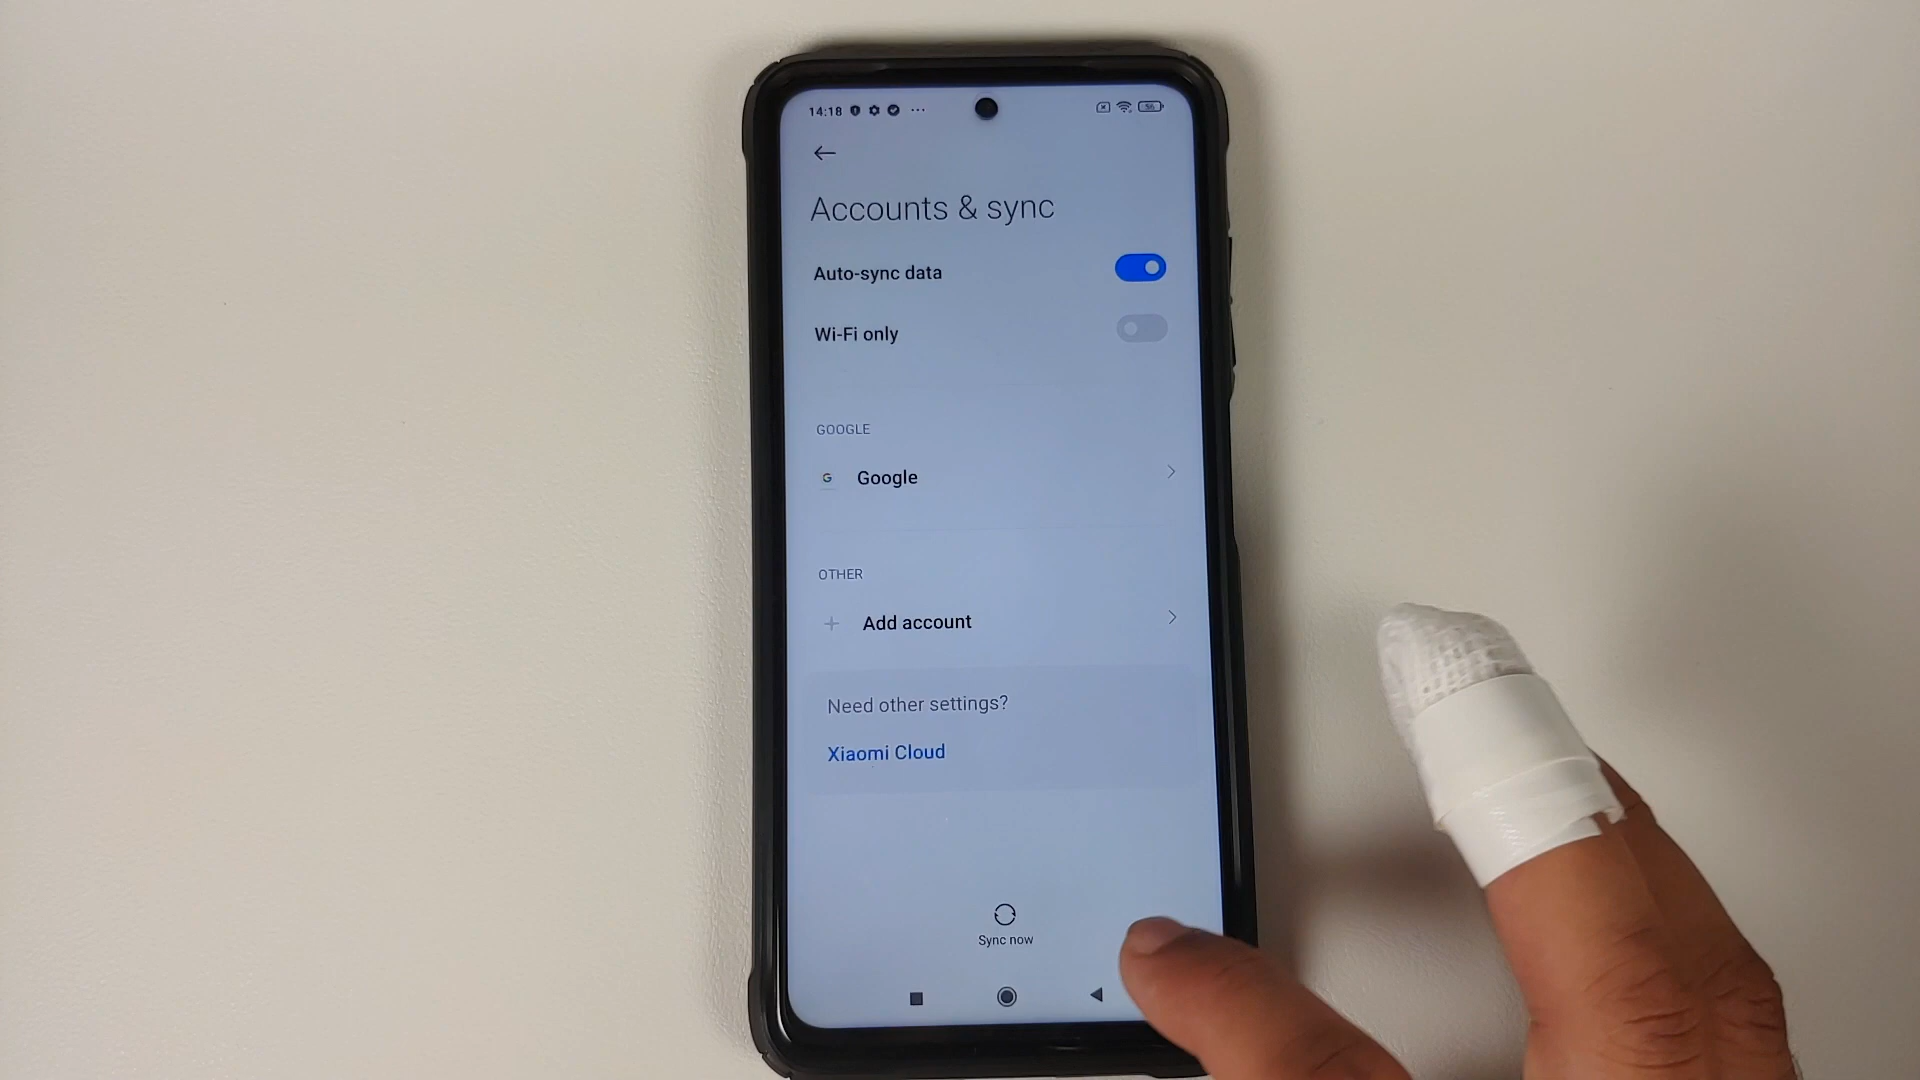 14:18 ... 56
Accounts & sync
Auto-sync data
Wi-Fi only
GOOGLE
G Google
OTHER
Add account
Need other settings?
Xiaomi Cloud
Sync now